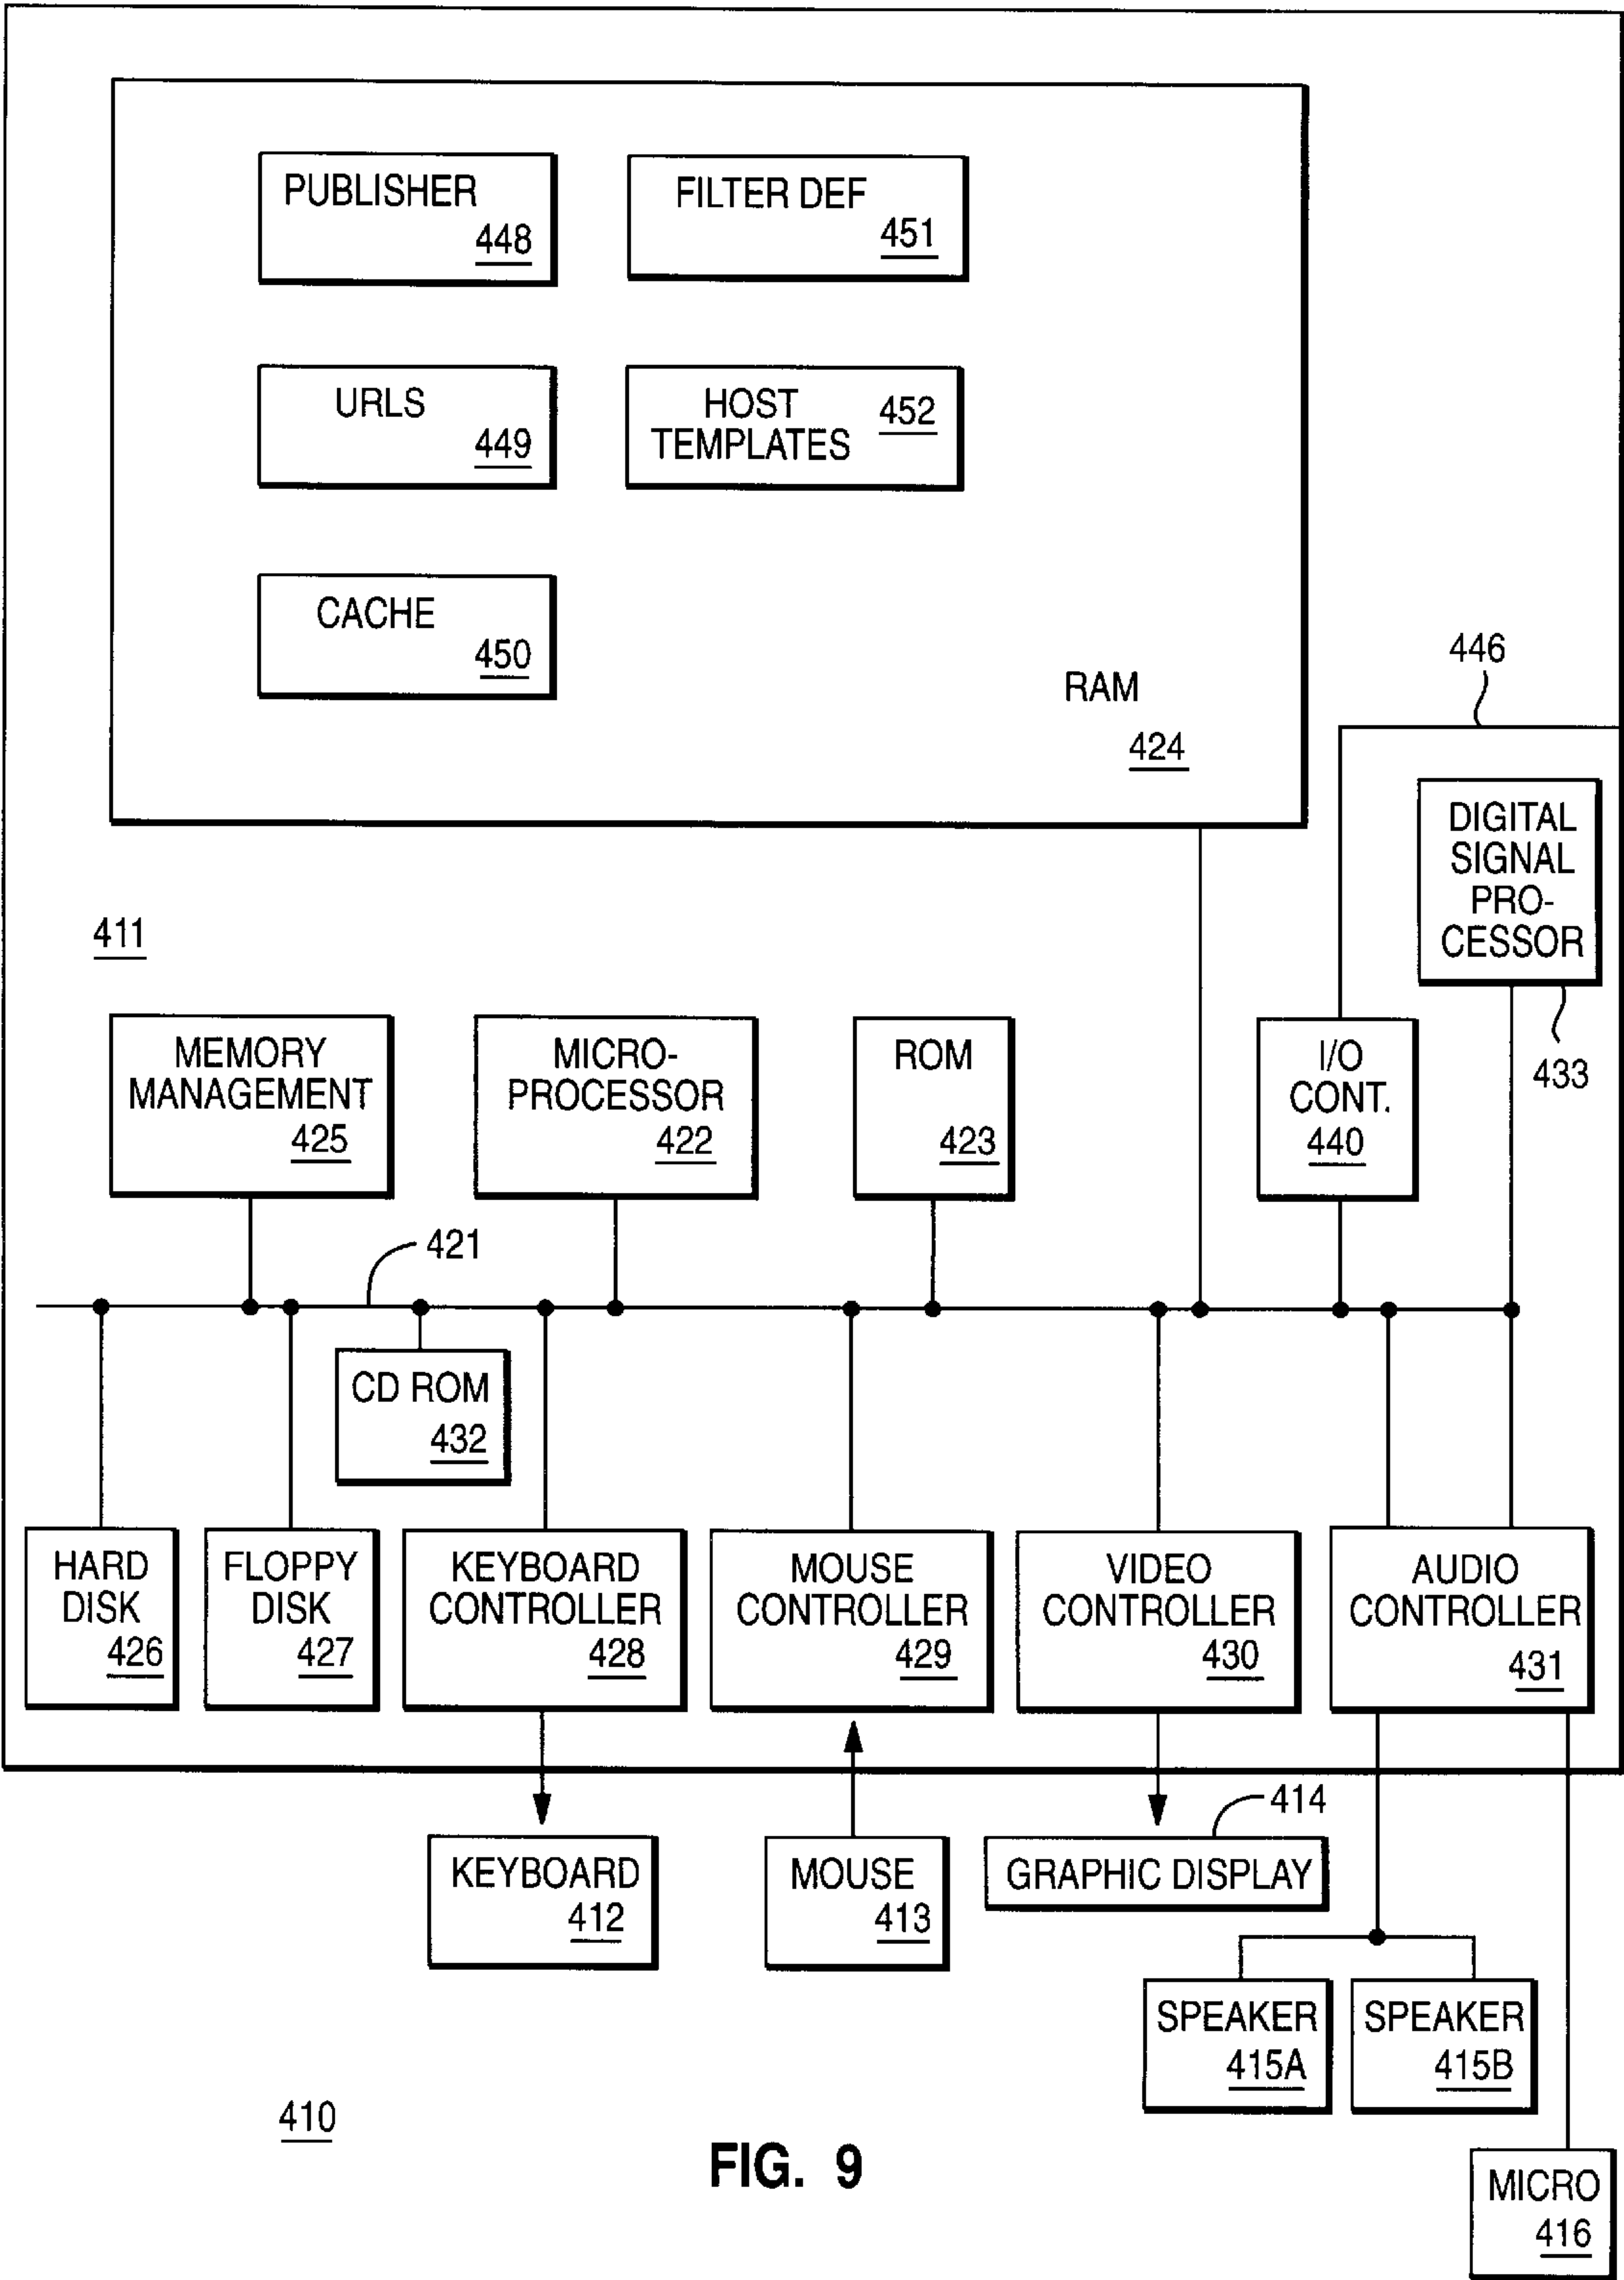 PUBLISHER
448
FILTER DEF
451
URLS
449
HOST
TEMPLATES
452
CACHE
450
RAM
424
446
DIGITAL
SIGNAL
PRO-
CESSOR
433
411
MEMORY
MANAGEMENT
425
MICRO-
PROCESSOR
422
ROM
423
I/O
CONT.
440
421
CD ROM
432
HARD
DISK
426
FLOPPY
DISK
427
KEYBOARD
CONTROLLER
428
MOUSE
CONTROLLER
429
VIDEO
CONTROLLER
430
AUDIO
CONTROLLER
431
KEYBOARD
412
MOUSE
413
414
GRAPHIC DISPLAY
SPEAKER
415A
SPEAKER
415B
410
FIG. 9
MICRO
416